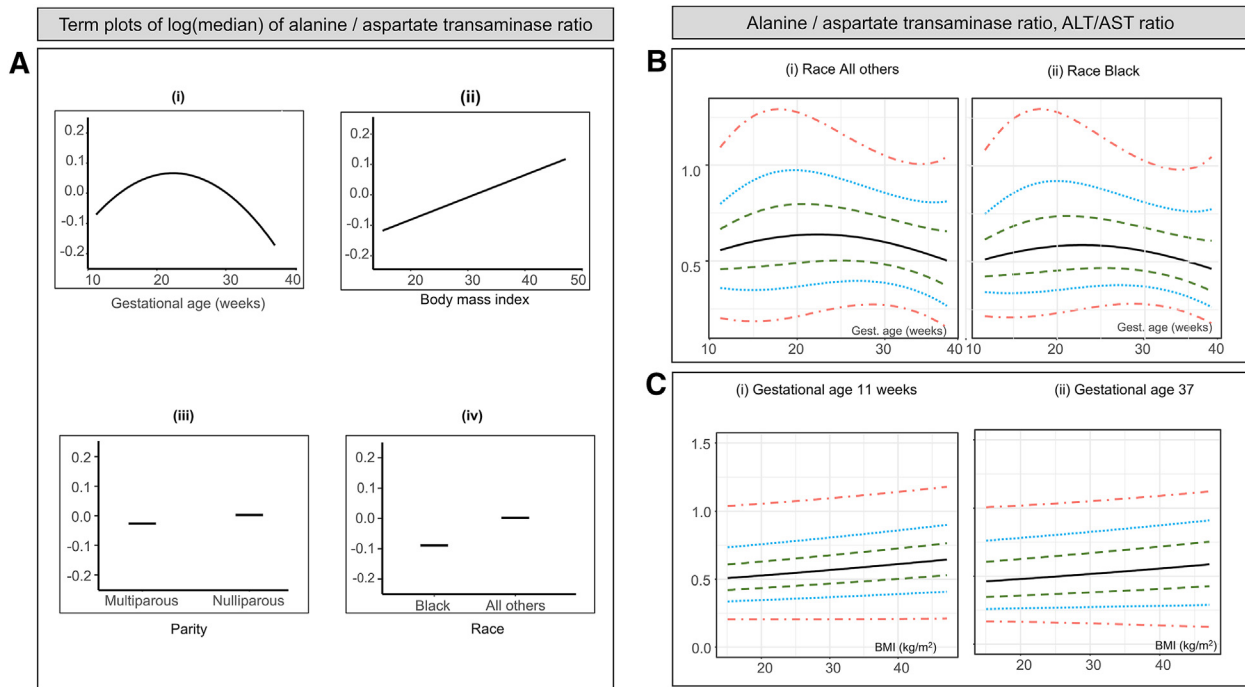 Term plots of log(median) of alanine / aspartate transaminase ratio
A
(i)
0.2
0.1
0.0
-0.1
-0.2
10 20 30 40
Gestational age (weeks)
(ii)
0.2
0.1
0.0
-0.1
-0.2
20 30 40 50
Body mass index
(iii)
0.2
0.1
0.0
-0.1
-0.2
Multiparous Nulliparous
Parity
(iv)
0.2
0.1
0.0
-0.1
-0.2
Black All others
Race
Alanine / aspartate transaminase ratio, ALT/AST ratio
B
(i) Race All others
1.0
0.5
Gest. age (weeks)
10 20 30 40
(ii) Race Black
Gest. age (weeks)
10 20 30 40
C
(i) Gestational age 11 weeks
1.5
1.0
0.5
0.0
BMI (kg/m²)
20 30 40
(ii) Gestational age 37
BMI (kg/m²)
20 30 40